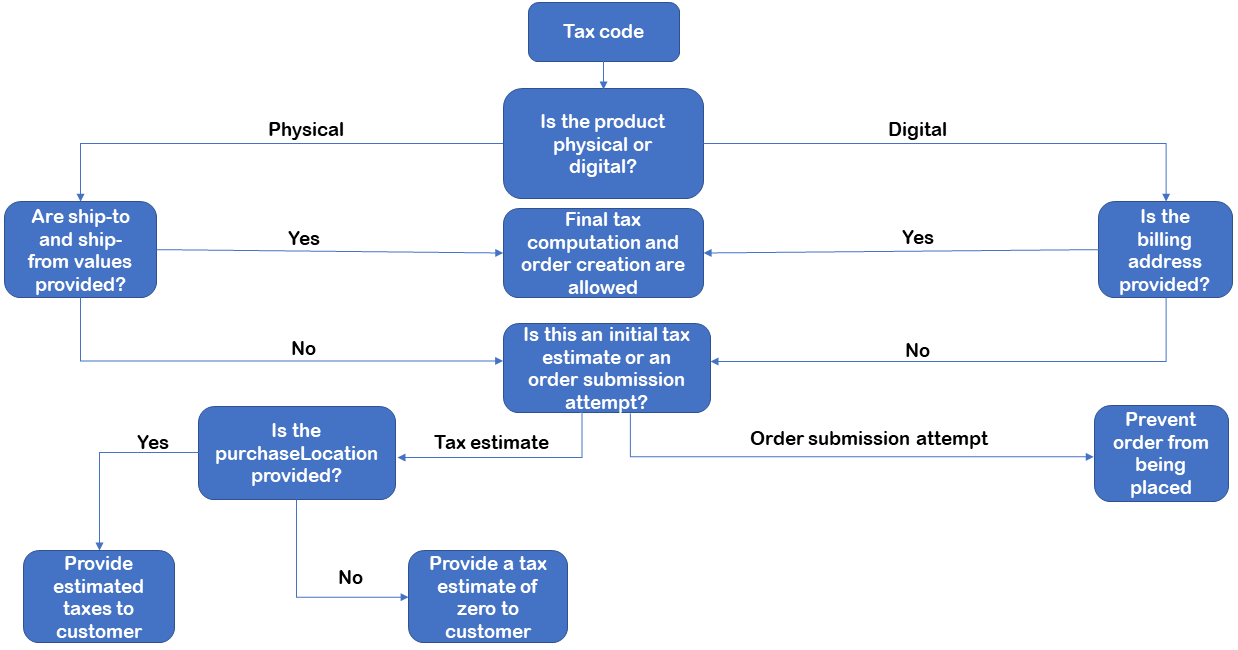 Tax code
Is the product
physical or
digital?
Physical
Digital
Are ship-to
and ship-
from values
provided?
Yes
Final tax
computation and
order creation are
allowed
Yes
Is the
billing
address
provided?
No
Is this an initial tax
estimate or an
order submission
attempt?
No
Yes
Is the
purchaseLocation
provided?
Tax estimate
Order submission attempt
Prevent
order from
being
placed
Provide
estimated
taxes to
customer
No
Provide a tax
estimate of
zero to
customer